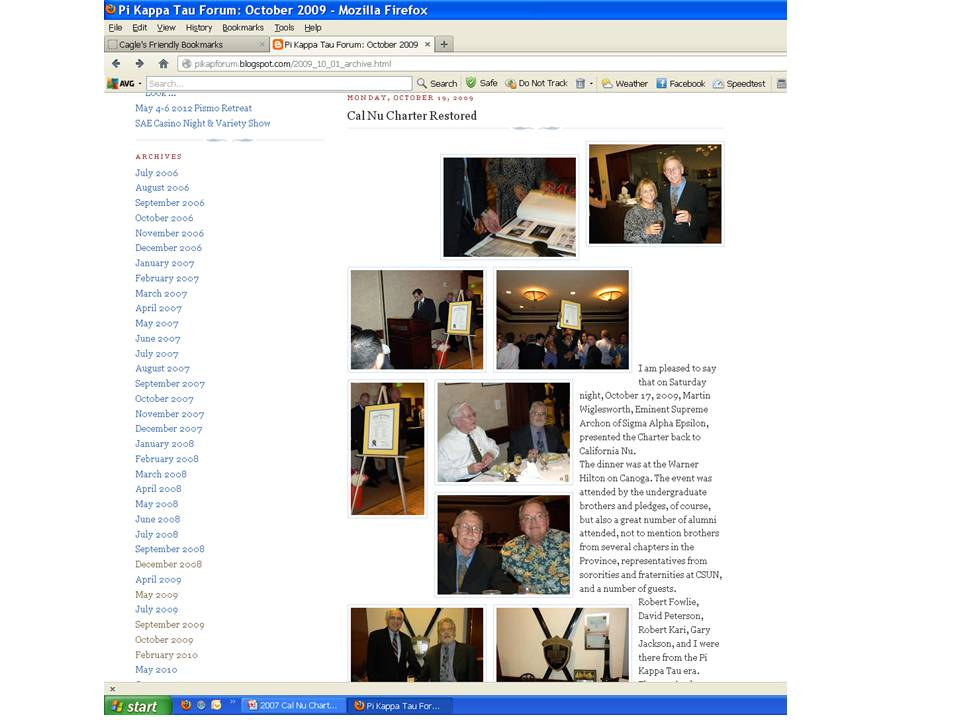 Pi Kappa Tau Forum: October 2009 - Mozilla Firefox
File Edit View History Bookmarks Tools Help
Cagle's Friendly Bookmarks × Pi Kappa Tau Forum: October 2009 × +
pikapforum.blogspot.com/2009_10_01_archive.html
AVG Search... Search Safe Do Not Track Weather Facebook Speedtest
Look ...
May 4-6 2012 Pismo Retreat
SAE Casino Night & Variety Show
ARCHIVES
July 2006
August 2006
September 2006
October 2006
November 2006
December 2006
January 2007
February 2007
March 2007
April 2007
May 2007
June 2007
July 2007
August 2007
September 2007
October 2007
November 2007
December 2007
January 2008
February 2008
March 2008
April 2008
May 2008
June 2008
July 2008
September 2008
December 2008
April 2009
May 2009
July 2009
September 2009
October 2009
February 2010
May 2010
MONDAY, OCTOBER 19, 2009
Cal Nu Charter Restored
I am pleased to say
that on Saturday
night, October 17, 2009, Martin
Wiglesworth, Eminent Supreme
Archon of Sigma Alpha Epsilon,
presented the Charter back to
California Nu.
The dinner was at the Warner
Hilton on Canoga. The event was
attended by the undergraduate
brothers and pledges, of course,
but also a great number of alumni
attended, not to mention brothers
from several chapters in the
Province, representatives from
sororities and fraternities at CSUN,
and a number of guests.
Robert Fowlie,
David Peterson,
Robert Kari, Gary
Jackson, and I were
there from the Pi
Kappa Tau era.
×
start » 2007 Cal Nu Chart... Pi Kappa Tau For...